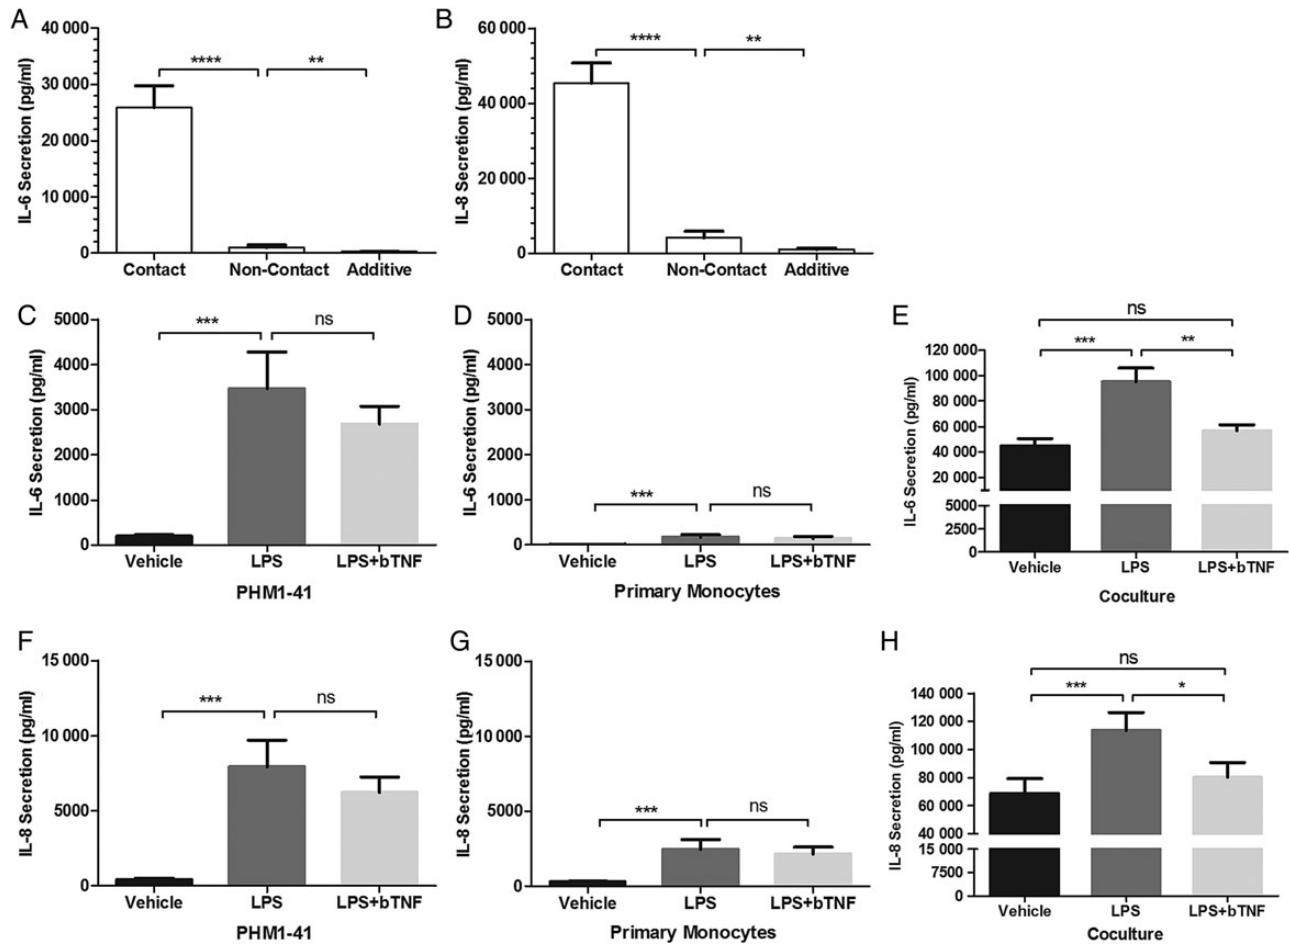 A
IL-6 Secretion (pg/ml)
40 000
30 000
20 000
10 000
0
**** **
Contact Non-Contact Additive
B
IL-8 Secretion (pg/ml)
60 000
40 000
20 000
0
**** **
Contact Non-Contact Additive
C
IL-6 Secretion (pg/ml)
5000
4000
3000
2000
1000
0
*** ns
Vehicle LPS LPS+bTNF
PHM1-41
D
IL-6 Secretion (pg/ml)
5000
4000
3000
2000
1000
0
*** ns
Vehicle LPS LPS+bTNF
Primary Monocytes
E
IL-6 Secretion (pg/ml)
ns
*** **
120 000
100 000
80 000
60 000
40 000
20 000
5000
2500
0
Vehicle LPS LPS+bTNF
Coculture
F
IL-8 Secretion (pg/ml)
15 000
10 000
5000
0
*** ns
Vehicle LPS LPS+bTNF
PHM1-41
G
IL-8 Secretion (pg/ml)
15 000
10 000
5000
0
*** ns
Vehicle LPS LPS+bTNF
Primary Monocytes
H
IL-8 Secretion (pg/ml)
ns
*** *
140 000
120 000
100 000
80 000
60 000
40 000
15 000
7500
0
Vehicle LPS LPS+bTNF
Coculture